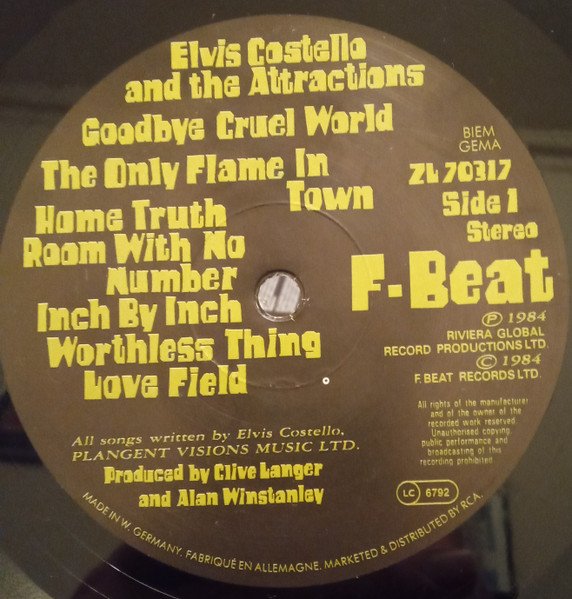 Elvis Costello
and the Attractions
Goodbye Cruel World
BIEM
GEMA
The Only Flame In
Town
ZL 70317
Side 1
Stereo
Home Truth
Room With No
Number
Inch By Inch
Worthless Thing
Love Field
F-Beat
℗ 1984
RIVIERA GLOBAL
RECORD PRODUCTIONS LTD.
© 1984
F. BEAT RECORDS LTD.
All rights of the manufacturer
and of the owner of the
recorded work reserved.
Unauthorised copying,
public performance and
broadcasting of this
recording prohibited.
All songs written by Elvis Costello,
PLANGENT VISIONS MUSIC LTD.
Produced by Clive Langer
and Alan Winstanley
LC 6792
MADE IN W. GERMANY. FABRIQUÉ EN ALLEMAGNE. MARKETED & DISTRIBUTED BY RCA.